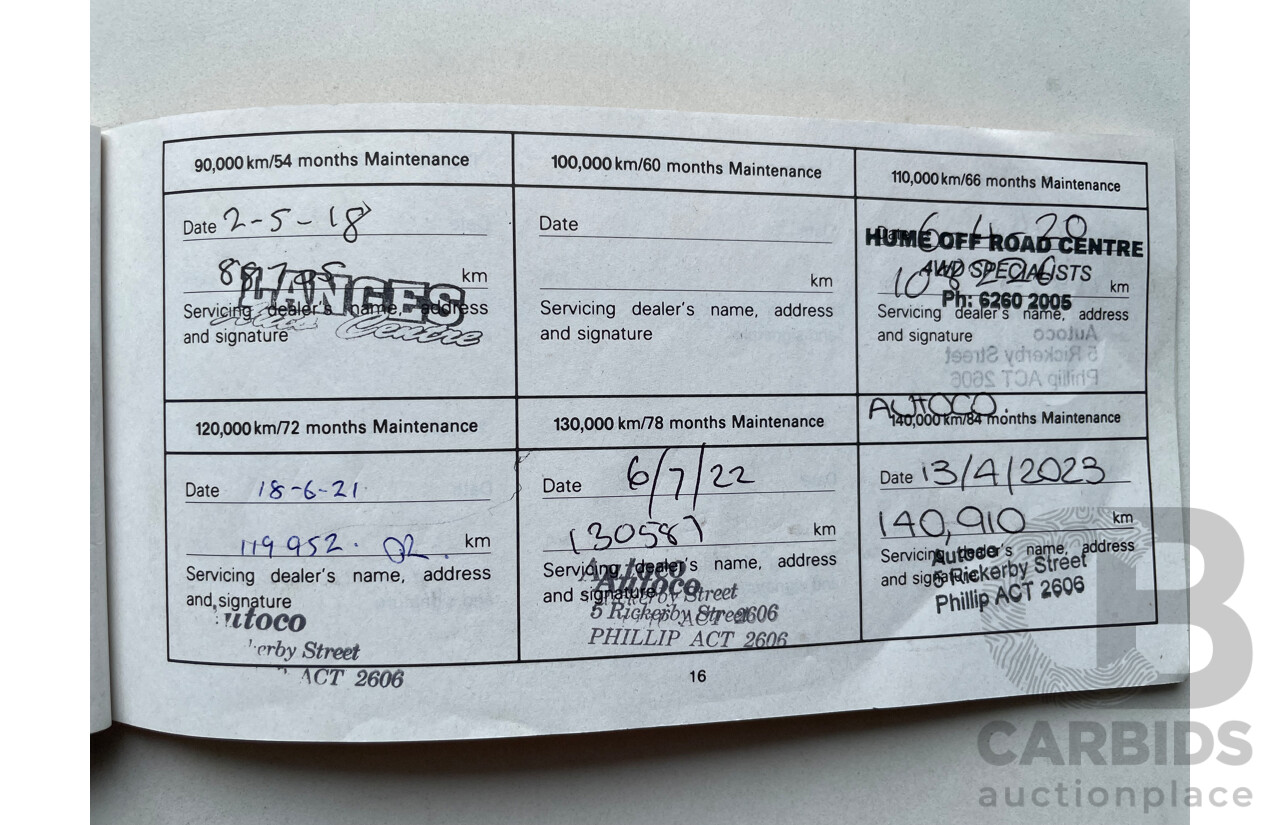 90,000 km/54 months Maintenance
Date 2-5-18
km
LANGES
Servicing dealer's name, address
and signature
Centre
100,000 km/60 months Maintenance
Date
km
Servicing dealer's name, address
and signature
110,000 km/66 months Maintenance
Date 6 4 20
HUME OFF ROAD CENTRE
4WD SPECIALISTS
km
Ph: 6260 2005
Servicing dealer's name, address
and signature
Autoco
5 Rickerby Street
Phillip ACT 2606
120,000 km/72 months Maintenance
Date 18-6-21
119952. 02. km
Servicing dealer's name, address
and signature
utoco
erby Street
ACT 2606
130,000 km/78 months Maintenance
Date 6/7/22
130587 km
Servicing dealer's name, address
and signature
Autoco
5 Rickerby Street
PHILLIP ACT 2606
AUTOCO.
140,000 km/84 months Maintenance
Date 13/4/2023
140,910 km
Servicing dealer's name, address
and signature
Autoco
5 Rickerby Street
Phillip ACT 2606
16
CARBIDS
auctionplace